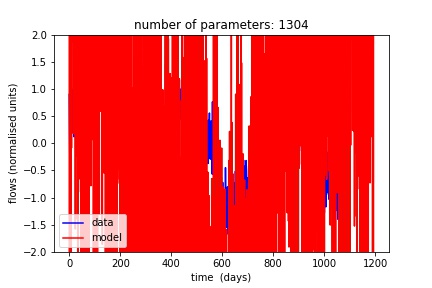 number of parameters: 1304
flows (normalised units)
2.0
1.5
1.0
0.5
0.0
−0.5
−1.0
−1.5
−2.0
data
model
0 200 400 600 800 1000 1200
time (days)